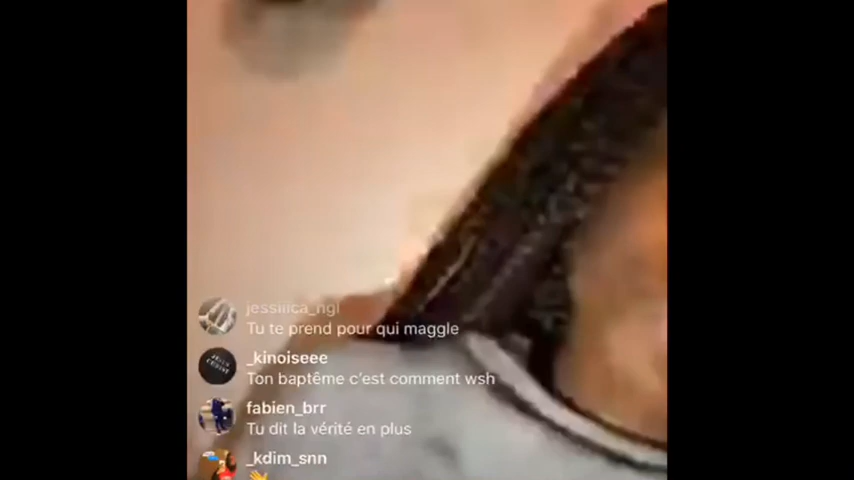 jessiiica_ngl
Tu te prend pour qui maggle
_kinoiseee
Ton baptême c'est comment wsh
fabien_brr
Tu dit la vérité en plus
_kdim_snn
👋